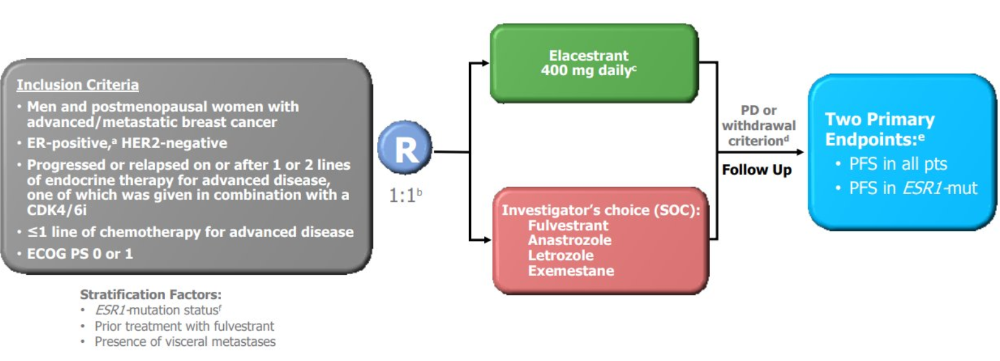 Inclusion Criteria
• Men and postmenopausal women with
advanced/metastatic breast cancer
• ER-positive,ᵃ HER2-negative
• Progressed or relapsed on or after 1 or 2 lines
of endocrine therapy for advanced disease,
one of which was given in combination with a
CDK4/6i
• ≤1 line of chemotherapy for advanced disease
• ECOG PS 0 or 1
Stratification Factors:
• ESR1-mutation statusᶠ
• Prior treatment with fulvestrant
• Presence of visceral metastases
R
1:1ᵇ
Elacestrant
400 mg dailyᶜ
Investigator's choice (SOC):
Fulvestrant
Anastrozole
Letrozole
Exemestane
PD or
withdrawal
criterionᵈ
Follow Up
Two Primary
Endpoints:ᵉ
• PFS in all pts
• PFS in ESR1-mut